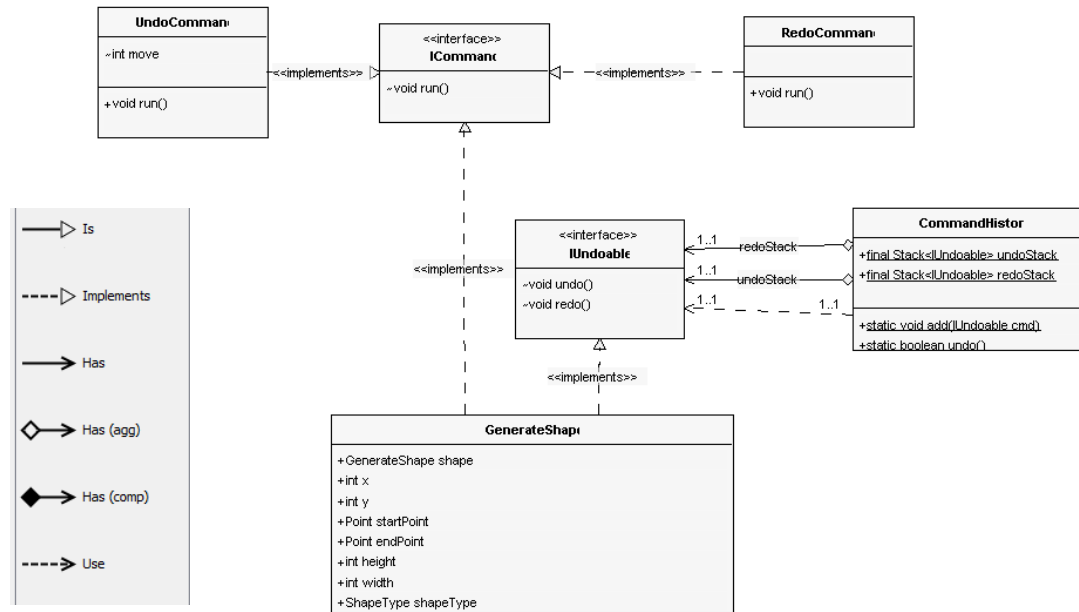 UndoCommand
~int move
+void run()
<<implements>>
<<interface>>
ICommand
~void run()
<<implements>>
RedoCommand
+void run()
Is
Implements
Has
Has (agg)
Has (comp)
Use
<<implements>>
<<interface>>
IUndoable
~void undo()
~void redo()
1..1
redoStack
1..1
undoStack
1..1
1..1
CommandHistor
+final Stack<IUndoable> undoStack
+final Stack<IUndoable> redoStack
+static void add(IUndoable cmd)
+static boolean undo()
<<implements>>
GenerateShape
+GenerateShape shape
+int x
+int y
+Point startPoint
+Point endPoint
+int height
+int width
+ShapeType shapeType